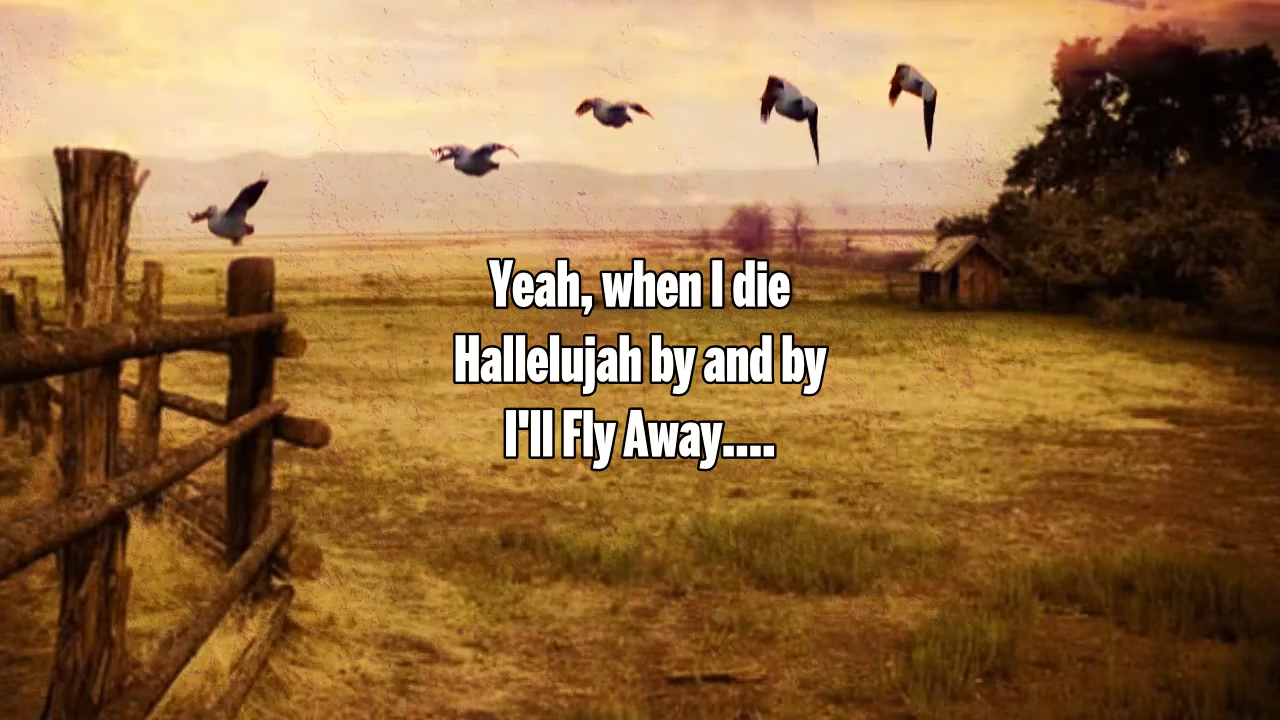 Yeah, when I die
Hallelujah by and by
I'll Fly Away....